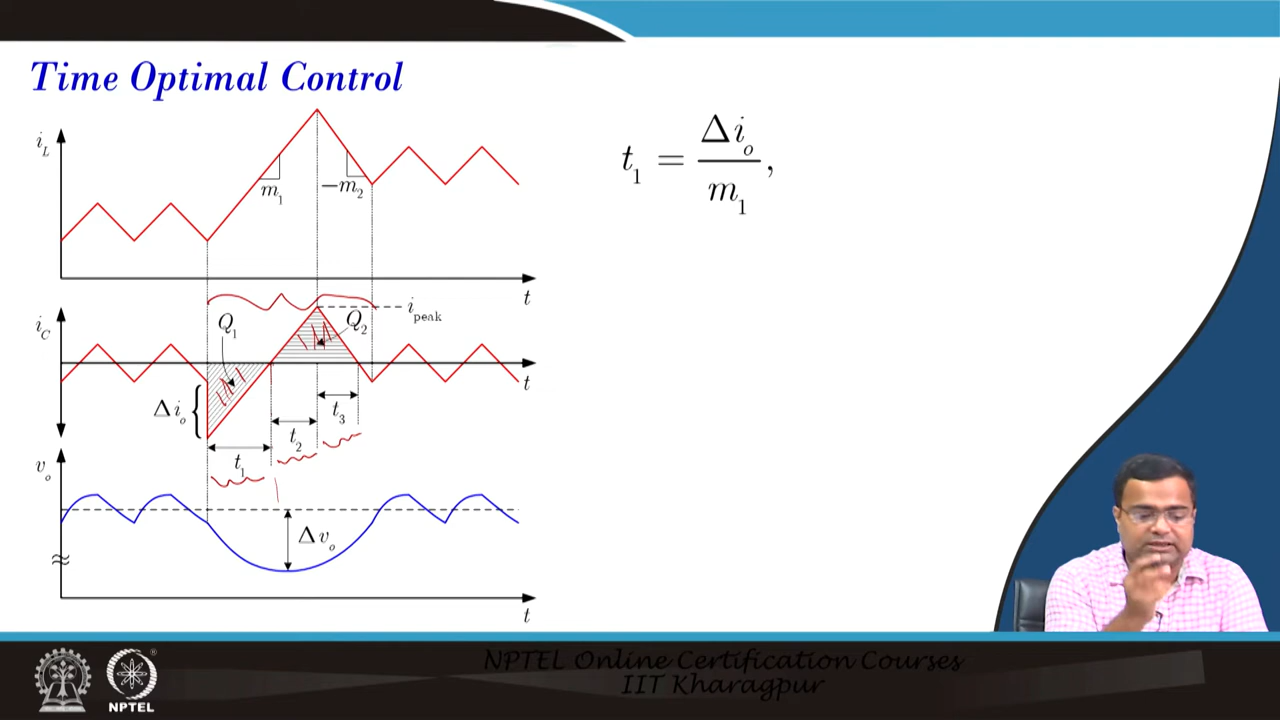 Time Optimal Control
i_L
m_1
−m_2
t
t_1 = Δi_o / m_1 ,
i_C
Q_1
Q_2
i_peak
t
Δi_o
t_1
t_2
t_3
v_o
Δv_o
≈
t
NPTEL
NPTEL Online Certification Courses
IIT Kharagpur